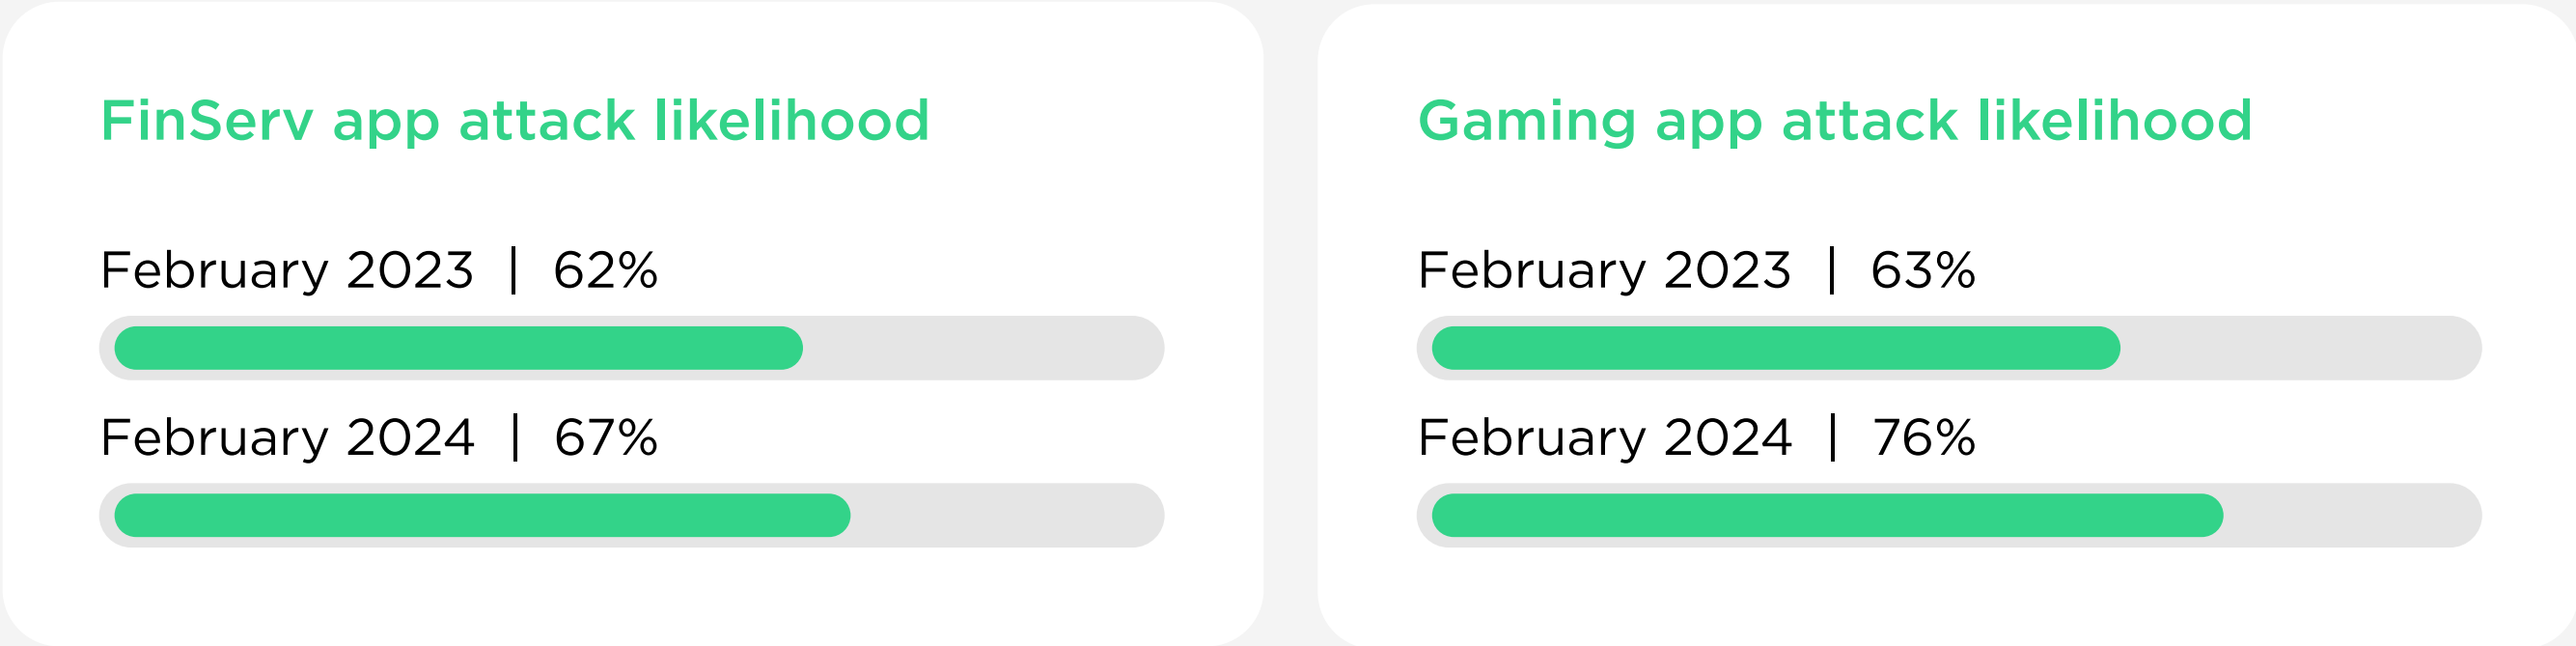 FinServ app attack likelihood
February 2023 | 62%
February 2024 | 67%
Gaming app attack likelihood
February 2023 | 63%
February 2024 | 76%